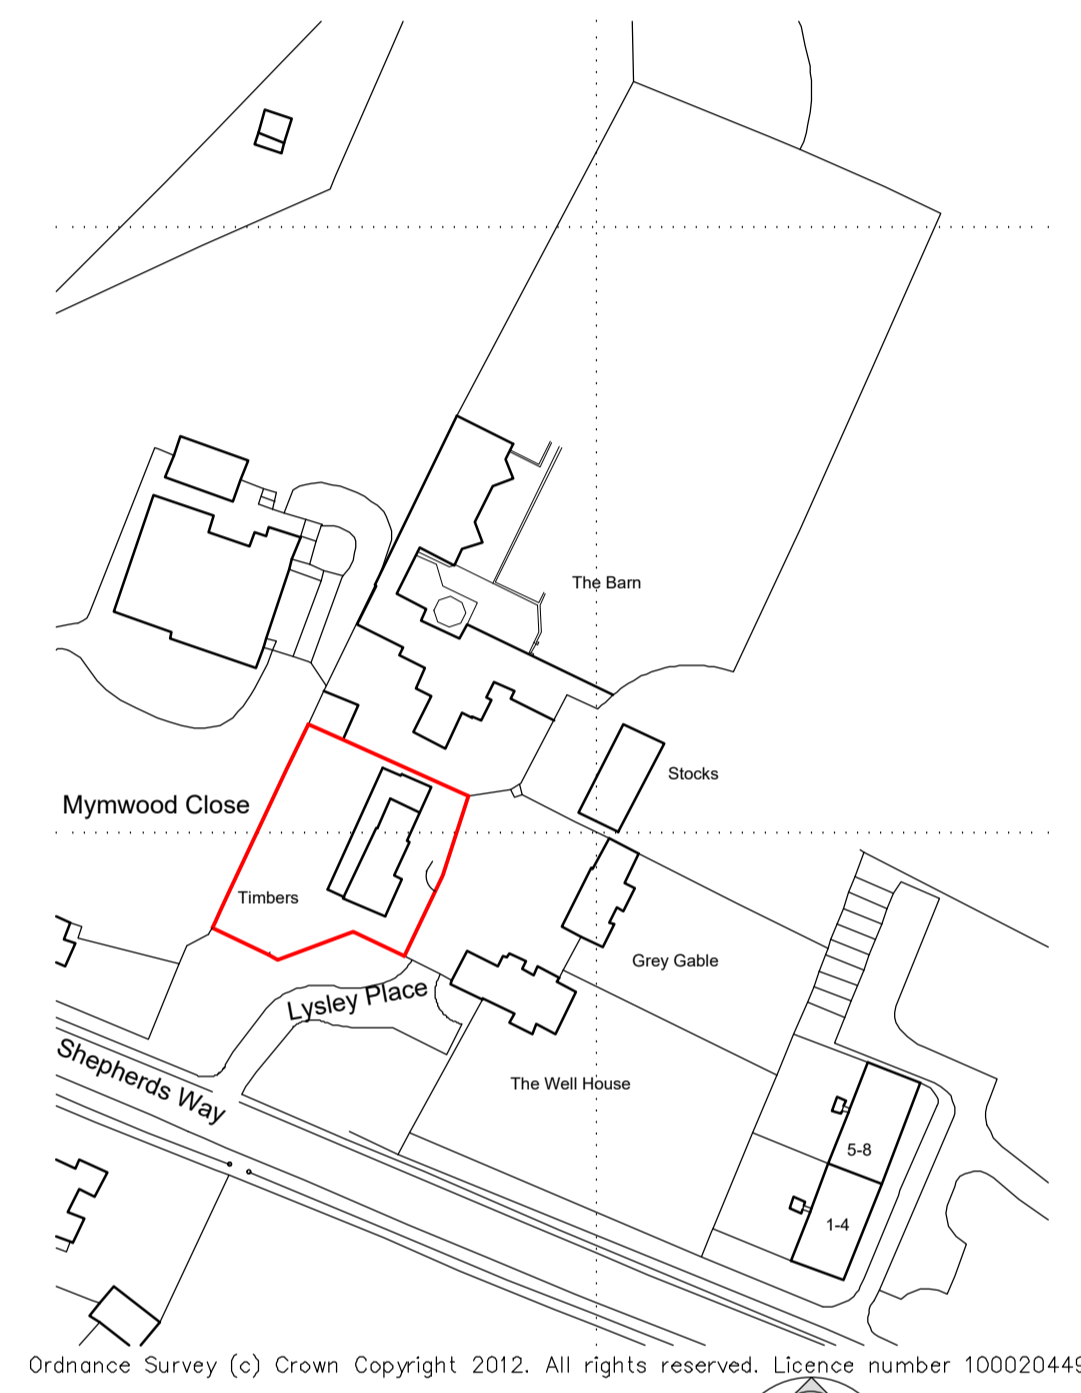 The Barn
Stocks
Mymwood Close
Timbers
Grey Gable
Lysley Place
Shepherds Way
The Well House
5-8
1-4
Ordnance Survey (c) Crown Copyright 2012. All rights reserved. Licence number 100020449